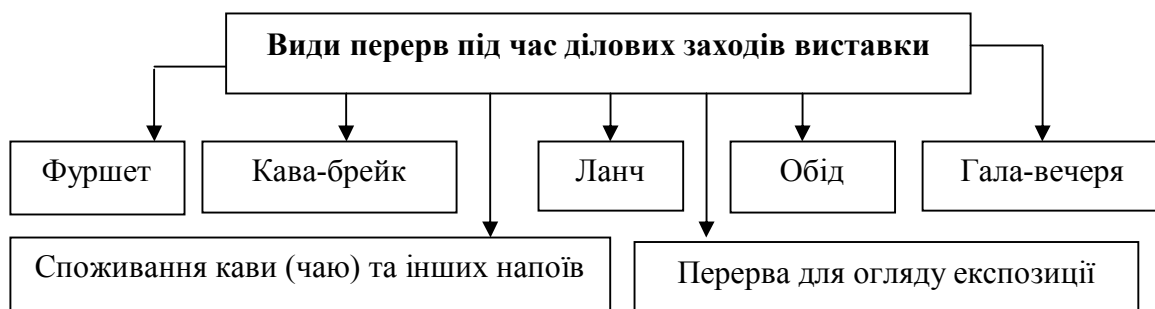 Види перерв під час ділових заходів виставки
Фуршет
Кава-брейк
Ланч
Обід
Гала-вечеря
Споживання кави (чаю) та інших напоїв
Перерва для огляду експозиції